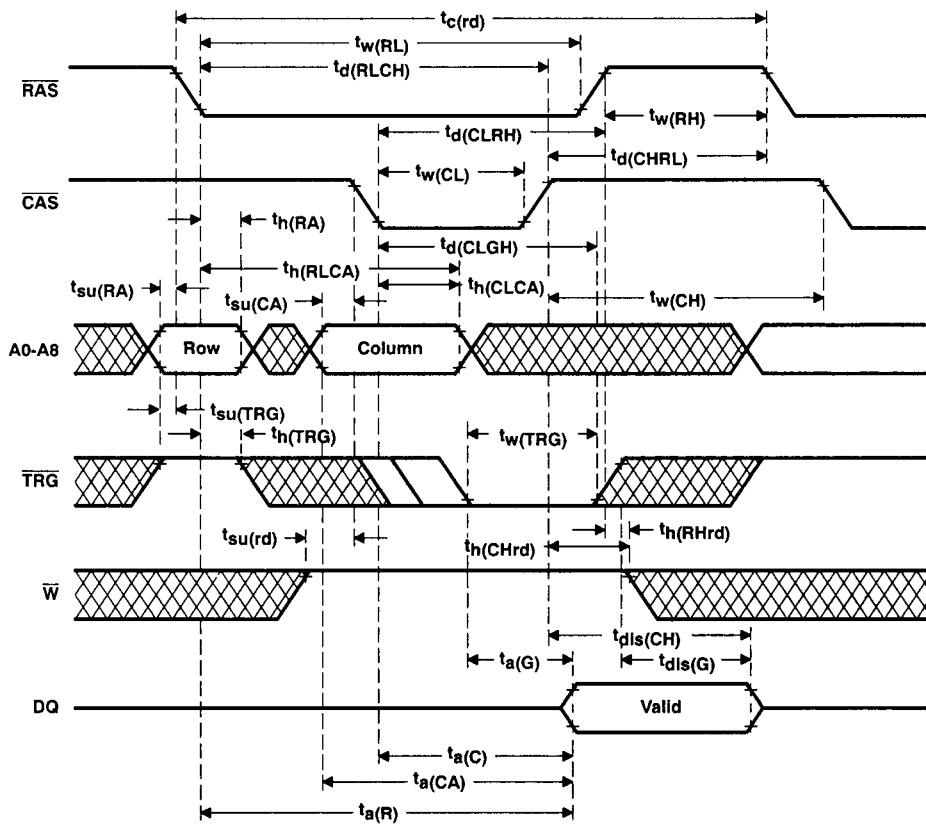 tc(rd)
tw(RL)
td(RLCH)
RAS
td(CLRH)
tw(RH)
td(CHRL)
tw(CL)
CAS
th(RA)
td(CLGH)
th(RLCA)
tsu(RA)
tsu(CA)
th(CLCA)
tw(CH)
A0-A8
Row
Column
tsu(TRG)
th(TRG)
tw(TRG)
TRG
tsu(rd)
th(RHrd)
th(CHrd)
W
tdis(CH)
ta(G)
tdis(G)
DQ
Valid
ta(C)
ta(CA)
ta(R)